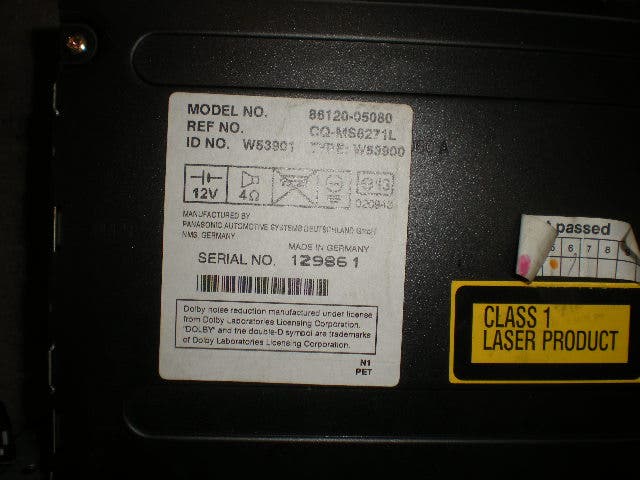 MODEL NO. 86120-05080
REF NO. CQ-MS6271L
ID NO. W53901 TYPE: W53900
12V
4Ω
020943
MANUFACTURED BY
PANASONIC AUTOMOTIVE SYSTEMS DEUTSCHLAND GmbH
NMS, GERMANY
MADE IN GERMANY
SERIAL NO. 129861
Dolby noise reduction manufactured under license
from Dolby Laboratories Licensing Corporation.
"DOLBY" and the double-D symbol are trademarks
of Dolby Laboratories Licensing Corporation.
N1
PET
passed
5 6 7 8
CLASS 1
LASER PRODUCT